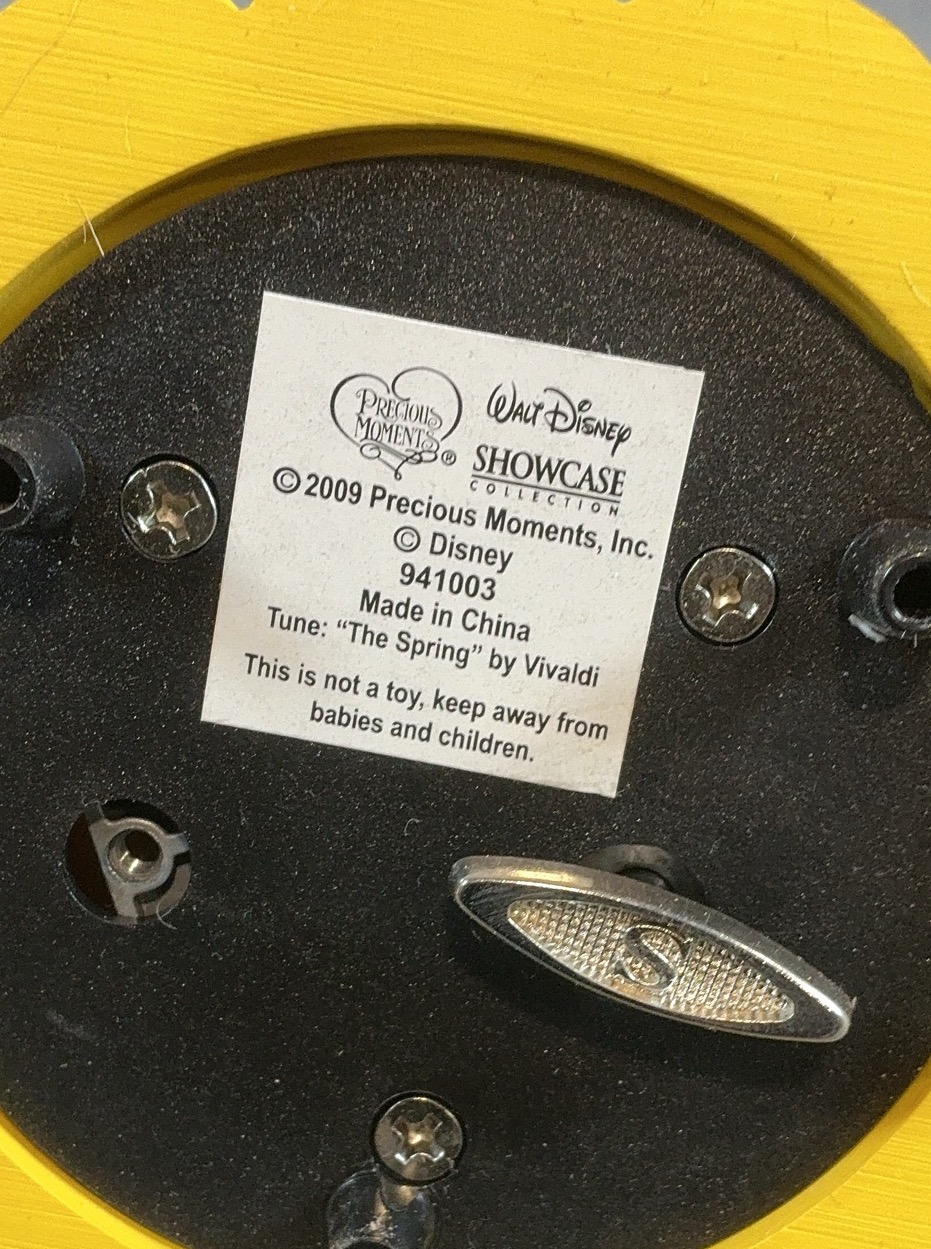 PRECIOUS
MOMENTS®
WALT DISNEY
SHOWCASE
COLLECTION
© 2009 Precious Moments, Inc.
© Disney
941003
Made in China
Tune: “The Spring” by Vivaldi
This is not a toy, keep away from
babies and children.
S